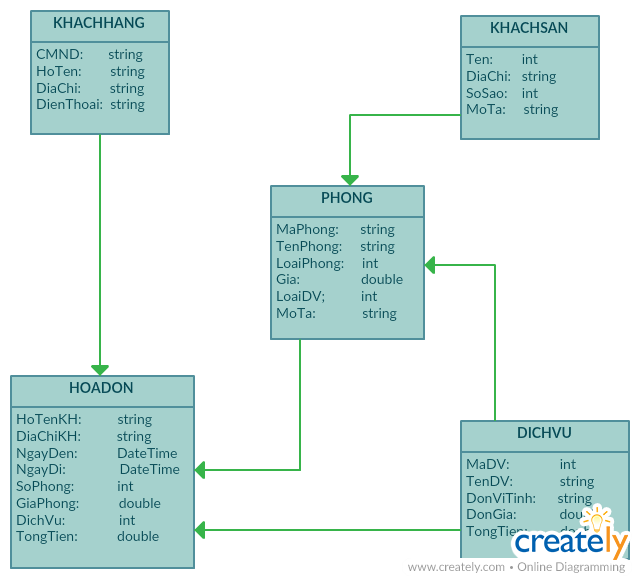 KHACHHANG
CMND: string
HoTen: string
DiaChi: string
DienThoai: string
KHACHSAN
Ten: int
DiaChi: string
SoSao: int
MoTa: string
PHONG
MaPhong: string
TenPhong: string
LoaiPhong: int
Gia: double
LoaiDV; int
MoTa: string
HOADON
HoTenKH: string
DiaChiKH: string
NgayDen: DateTime
NgayDi: DateTime
SoPhong: int
GiaPhong: double
DichVu: int
TongTien: double
DICHVU
MaDV: int
TenDV: string
DonViTinh: string
DonGia:
TongTien:
creately
www.creately.com • Online Diagramming